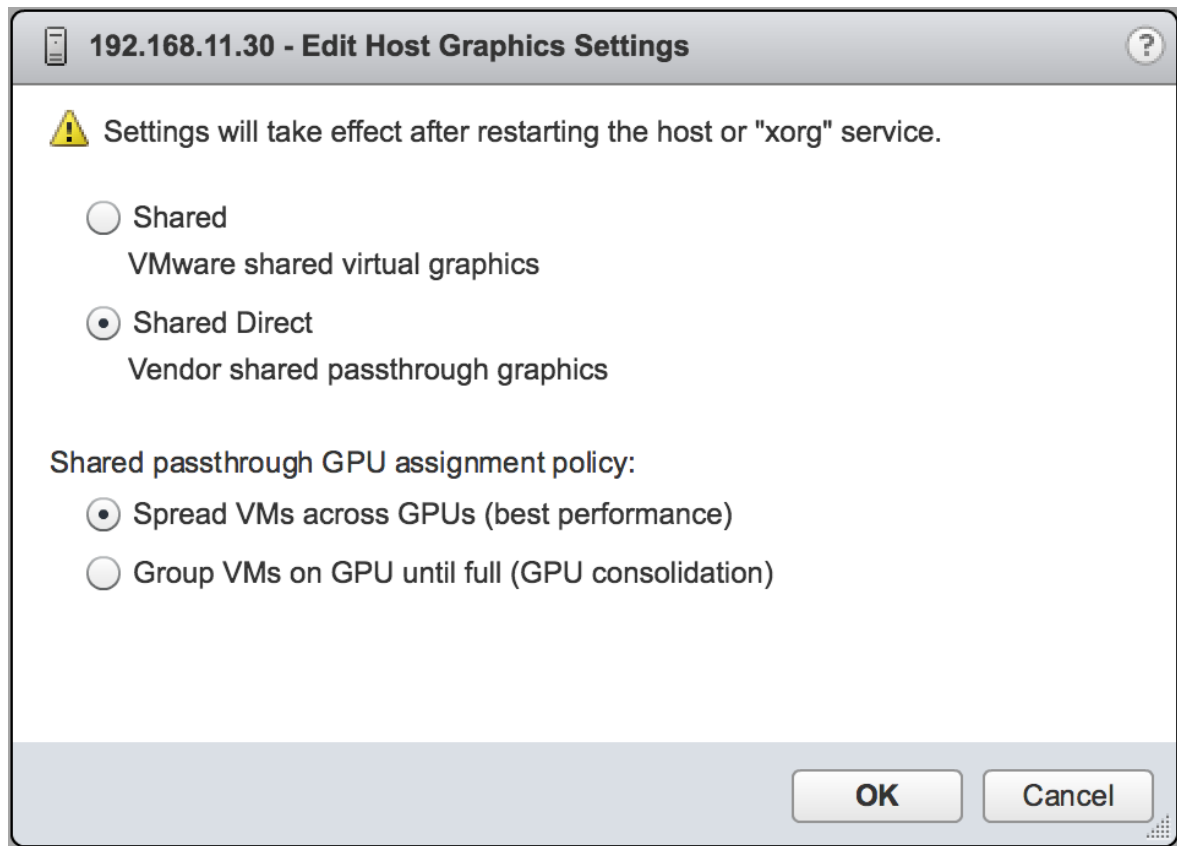 192.168.11.30 - Edit Host Graphics Settings
?
Settings will take effect after restarting the host or "xorg" service.
Shared
VMware shared virtual graphics
Shared Direct
Vendor shared passthrough graphics
Shared passthrough GPU assignment policy:
Spread VMs across GPUs (best performance)
Group VMs on GPU until full (GPU consolidation)
OK
Cancel